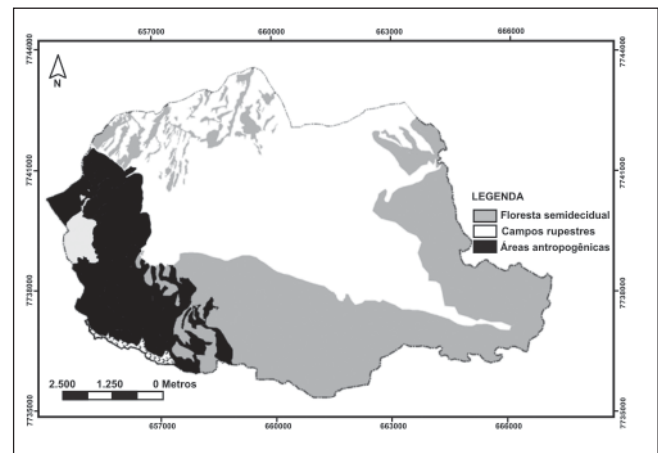 657000 660000 663000 666000
7744000 7744000
N
7741000 7741000
LEGENDA
Floresta semidecidual
Campos rupestres
Áreas antropogênicas
7738000 7738000
2.500 1.250 0 Metros
7735000 7735000
657000 660000 663000 666000